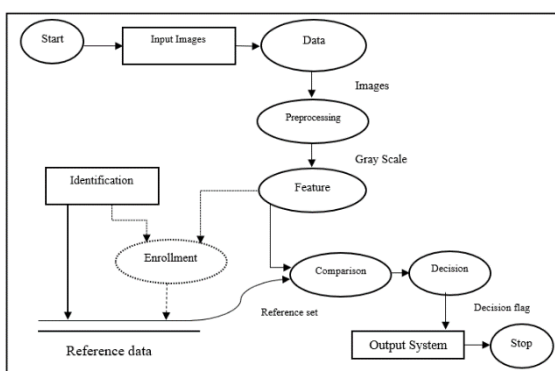 Start
Input Images
Data
Images
Preprocessing
Gray Scale
Identification
Feature
Enrollment
Comparison
Decision
Reference set
Decision flag
Reference data
Output System
Stop